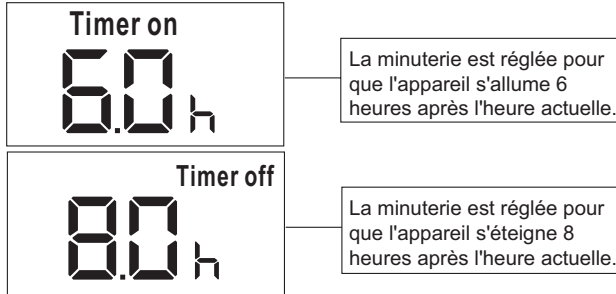 Timer on
6.0 h
La minuterie est réglée pour
que l'appareil s'allume 6
heures après l'heure actuelle.
Timer off
8.0 h
La minuterie est réglée pour
que l'appareil s'éteigne 8
heures après l'heure actuelle.